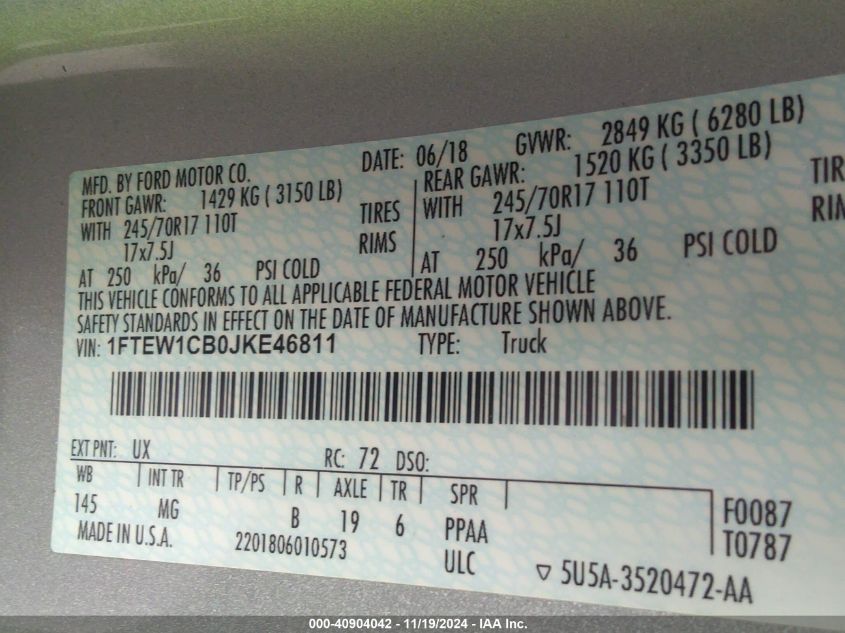 MFD. BY FORD MOTOR CO.
DATE: 06/18 GVWR: 2849 KG ( 6280 LB)
FRONT GAWR: 1429 KG ( 3150 LB)
REAR GAWR: 1520 KG ( 3350 LB)
WITH 245/70R17 110T TIRES
WITH 245/70R17 110T TIRE
17x7.5J RIMS
17x7.5J RIM
AT 250 kPa/ 36 PSI COLD
AT 250 kPa/ 36 PSI COLD
THIS VEHICLE CONFORMS TO ALL APPLICABLE FEDERAL MOTOR VEHICLE
SAFETY STANDARDS IN EFFECT ON THE DATE OF MANUFACTURE SHOWN ABOVE.
VIN: 1FTEW1CB0JKE46811 TYPE: Truck
EXT PNT: UX RC: 72 DSO:
WB INT TR TP/PS R AXLE TR SPR
145 MG B 19 6 PPAA F0087
ULC T0787
MADE IN U.S.A. 2201806010573
▽ 5U5A-3520472-AA
000-40904042 - 11/19/2024 - IAA Inc.